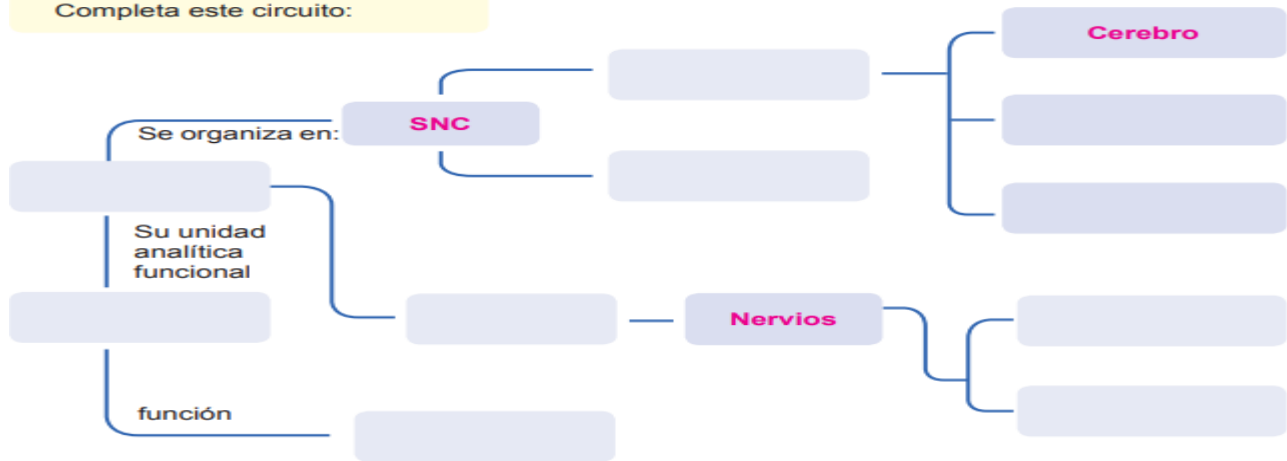 Completa este circuito:
Cerebro
SNC
Se organiza en:
Su unidad
analítica
funcional
Nervios
función